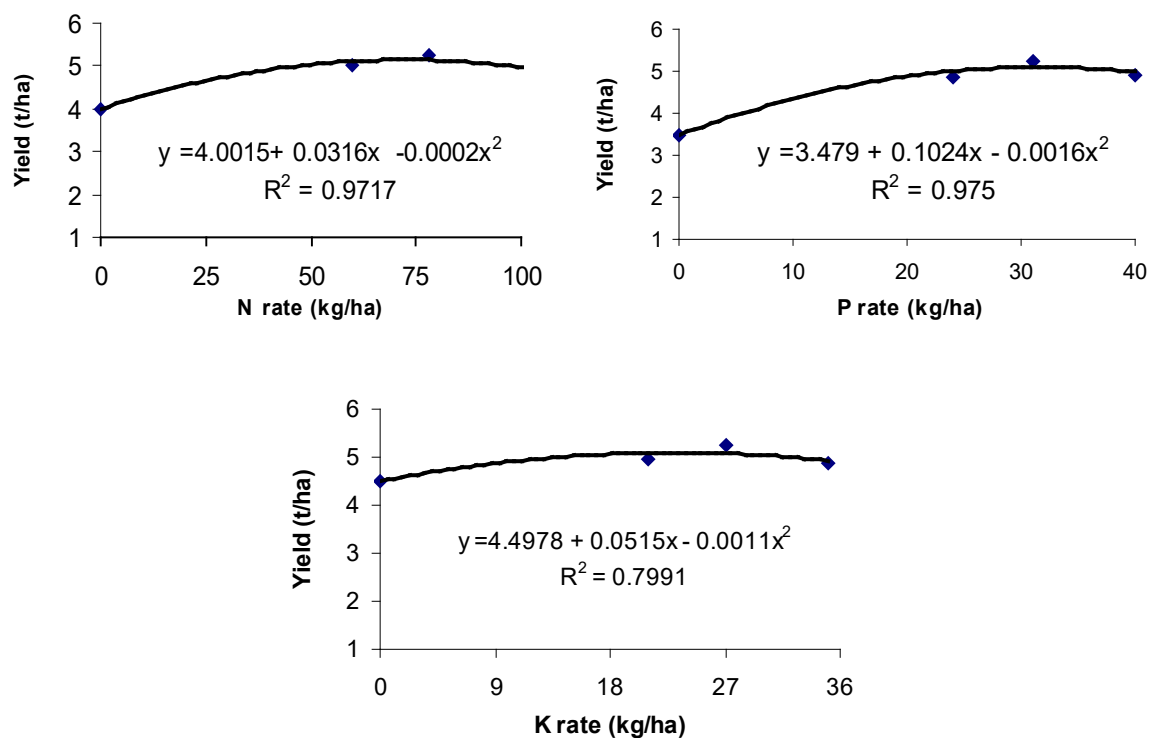 6
5
4
3
2
1
Yield (t/ha)
y =4.0015+ 0.0316x -0.0002x²
R² = 0.9717
0 25 50 75 100
N rate (kg/ha)
6
5
4
3
2
1
Yield (t/ha)
y =3.479 + 0.1024x - 0.0016x²
R² = 0.975
0 10 20 30 40
P rate (kg/ha)
6
5
4
3
2
1
Yield (t/ha)
y =4.4978 + 0.0515x - 0.0011x²
R² = 0.7991
0 9 18 27 36
K rate (kg/ha)